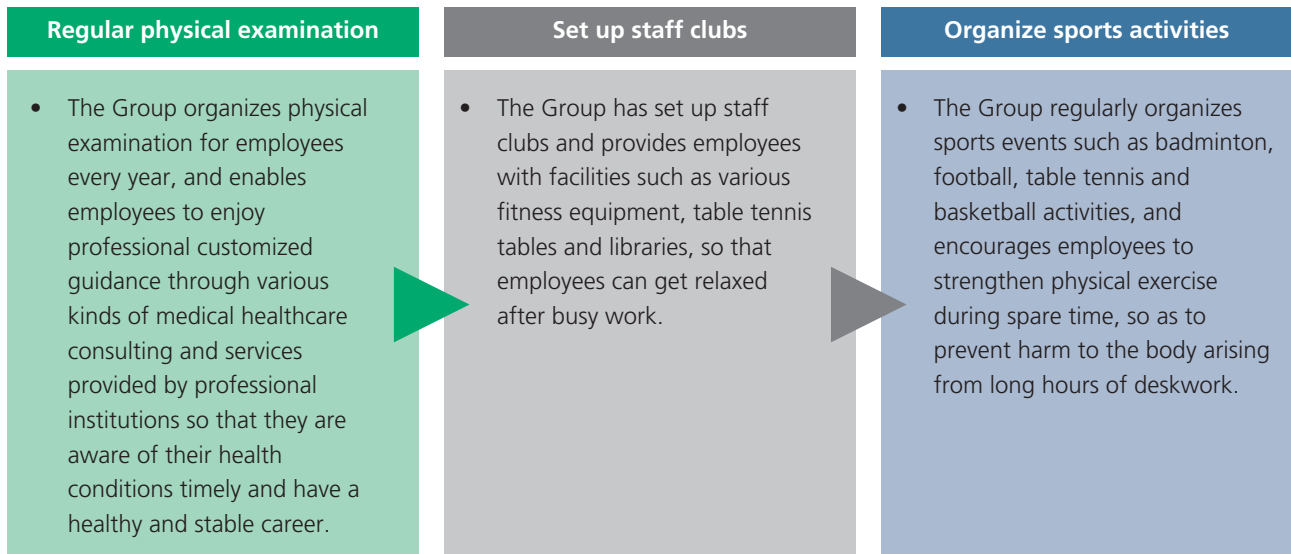 Regular physical examination
• The Group organizes physical
examination for employees
every year, and enables
employees to enjoy
professional customized
guidance through various
kinds of medical healthcare
consulting and services
provided by professional
institutions so that they are
aware of their health
conditions timely and have a
healthy and stable career.
Set up staff clubs
• The Group has set up staff
clubs and provides employees
with facilities such as various
fitness equipment, table tennis
tables and libraries, so that
employees can get relaxed
after busy work.
Organize sports activities
• The Group regularly organizes
sports events such as badminton,
football, table tennis and
basketball activities, and
encourages employees to
strengthen physical exercise
during spare time, so as to
prevent harm to the body arising
from long hours of deskwork.